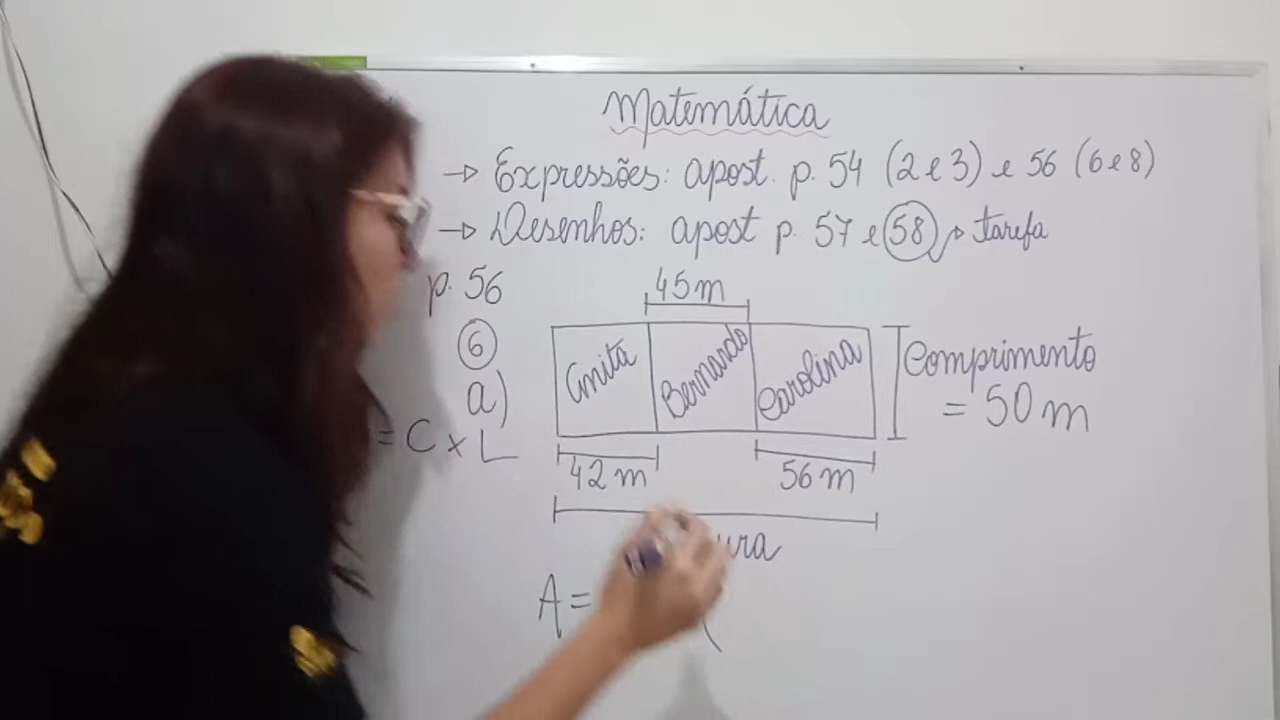 Matemática
→ Expressões: apost. p. 54 (2 e 3) e 56 (6 e 8)
→ Desenhos: apost p. 57 e 58 → tarefa
p. 56
45 m
6
Anita Bernardo Carolina
Comprimento
= 50 m
a)
= C x L
42 m 56 m
A = (